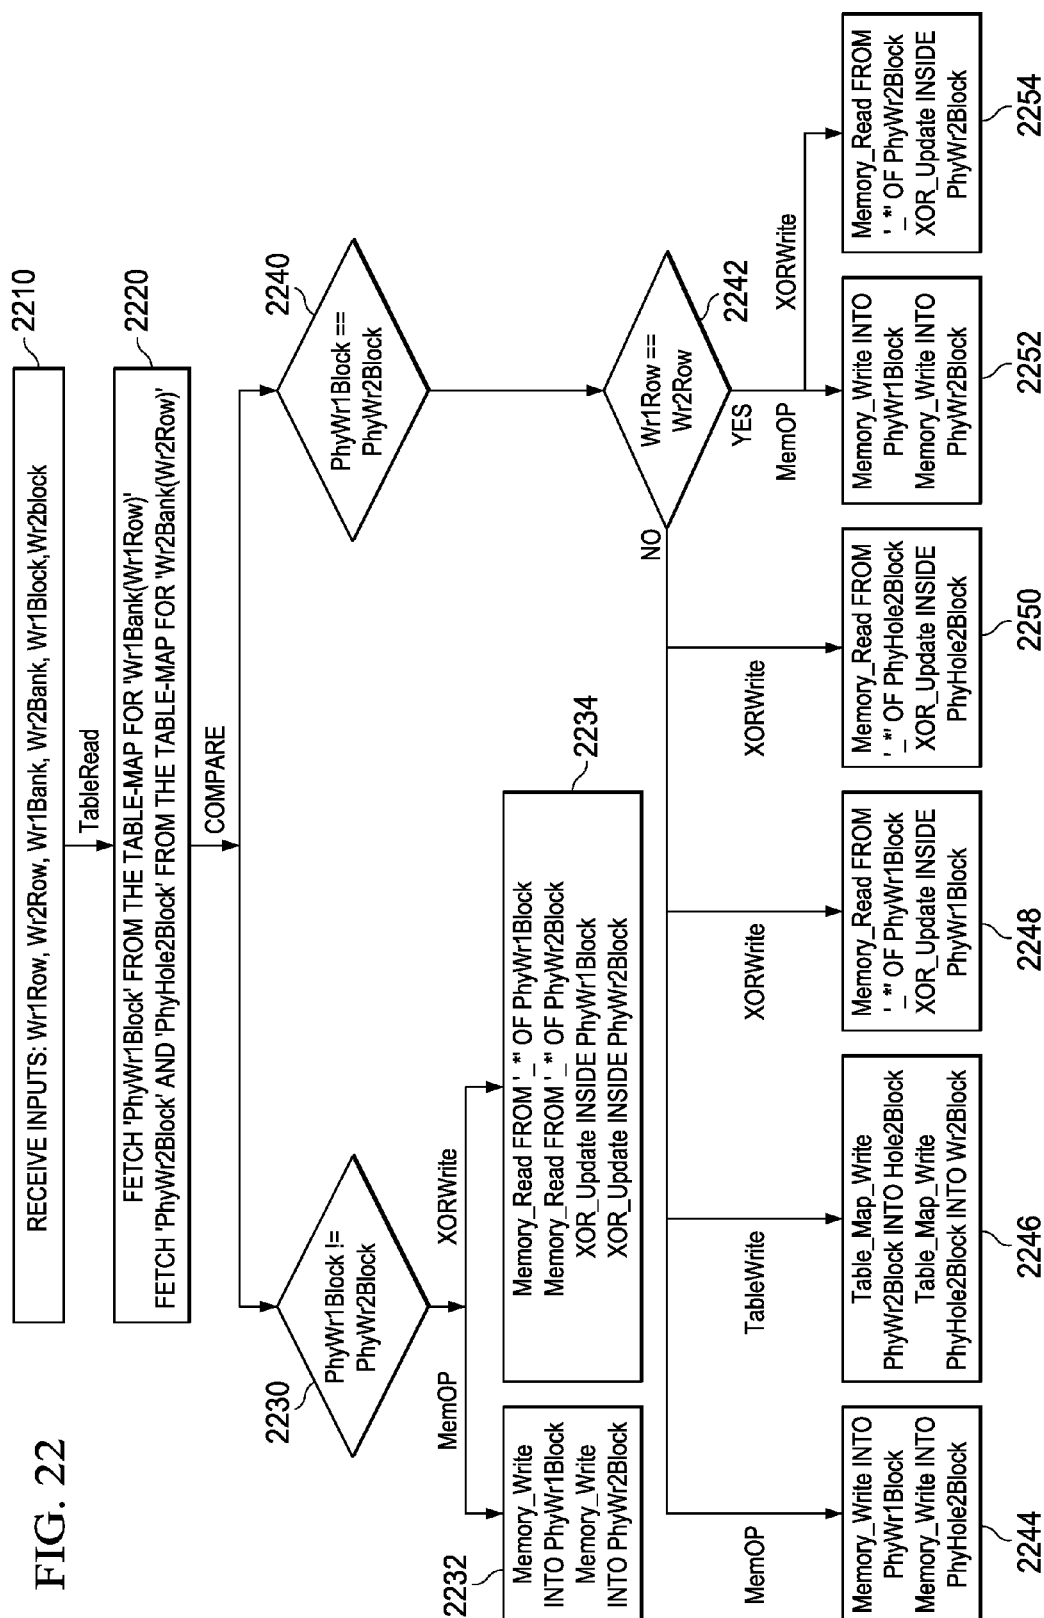 FIG. 22
RECEIVE INPUTS: Wr1Row, Wr2Row, Wr1Bank, Wr2Bank, Wr1Block,Wr2block
2210
TableRead
FETCH 'PhyWr1Block' FROM THE TABLE-MAP FOR 'Wr1Bank(Wr1Row)'
FETCH 'PhyWr2Block' AND 'PhyHole2Block' FROM THE TABLE-MAP FOR 'Wr2Bank(Wr2Row)'
2220
COMPARE
PhyWr1Block !=
PhyWr2Block
2230
PhyWr1Block ==
PhyWr2Block
2240
MemOP
XORWrite
Memory_Write
INTO PhyWr1Block
Memory_Write
INTO PhyWr2Block
2232
Memory_Read FROM '_*' OF PhyWr1Block
Memory_Read FROM '_*' OF PhyWr2Block
XOR_Update INSIDE PhyWr1Block
XOR_Update INSIDE PhyWr2Block
2234
Wr1Row ==
Wr2Row
2242
NO
YES
MemOP
TableWrite
XORWrite
XORWrite
MemOP
XORWrite
Memory_Write INTO
PhyWr1Block
Memory_Write INTO
PhyHole2Block
2244
Table_Map_Write
PhyWr2Block INTO Hole2Block
Table_Map_Write
PhyHole2Block INTO Wr2Block
2246
Memory_Read FROM
'_*' OF PhyWr1Block
XOR_Update INSIDE
PhyWr1Block
2248
Memory_Read FROM
'_*' OF PhyHole2Block
XOR_Update INSIDE
PhyHole2Block
2250
Memory_Write INTO
PhyWr1Block
Memory_Write INTO
PhyWr2Block
2252
Memory_Read FROM
'_*' OF PhyWr2Block
XOR_Update INSIDE
PhyWr2Block
2254